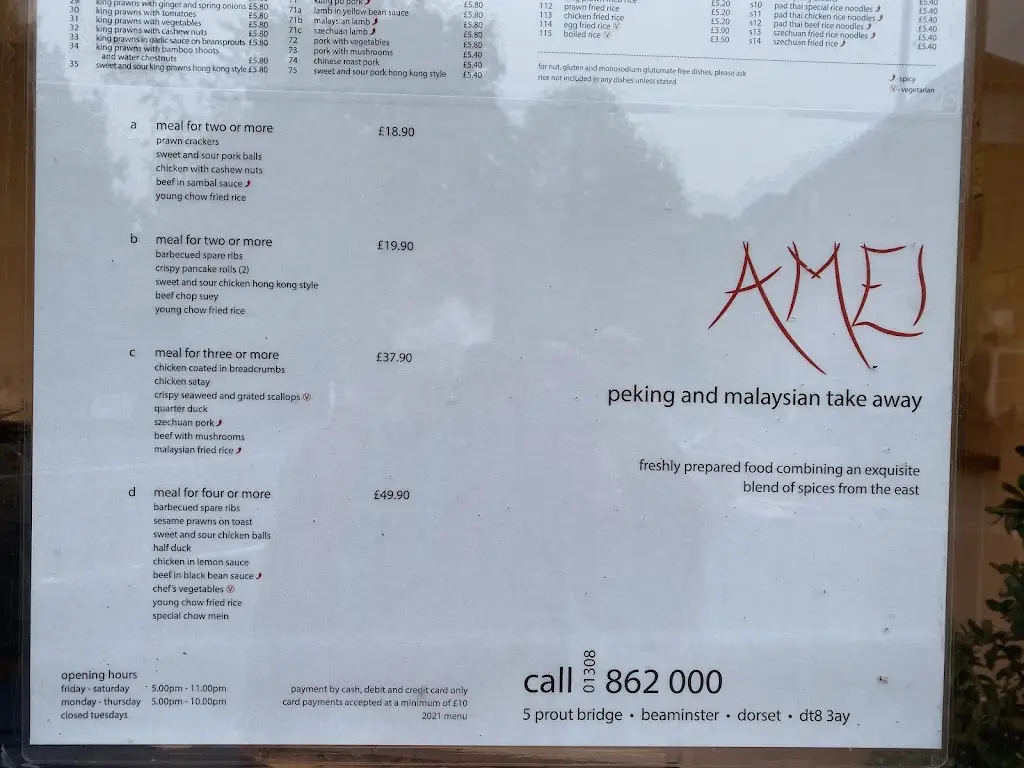 29 king prawns with ginger and spring onions £5.80
30 king prawns with tomatoes £5.80
31 king prawns with vegetables £5.80
32 king prawns with cashew nuts £5.80
33 king prawns in garlic sauce on beansprouts £5.80
34 king prawns with bamboo shoots
and water chestnuts £5.80
35 sweet and sour king prawns hong kong style £5.80
kung po pork £5.80
71a lamb in yellow bean sauce £5.80
71b malaysian lamb £5.80
71c szechuan lamb £5.80
72 pork with vegetables £5.40
73 pork with mushrooms £5.40
74 chinese roast pork £5.40
75 sweet and sour pork hong kong style £5.40
112 prawn fried rice £5.20
113 chicken fried rice £5.20
114 egg fried rice V £3.90
115 boiled rice V £3.50
£5.40
s10 pad thai special rice noodles £5.40
s11 pad thai chicken rice noodles £5.40
s12 pad thai beef rice noodles £5.40
s13 szechuan fried rice noodles £5.40
s14 szechuan fried rice £5.40
for nut, gluten and monosodium glutumate free dishes, please ask
rice not included in any dishes unless stated
- spicy
V - vegetarian
a meal for two or more £18.90
prawn crackers
sweet and sour pork balls
chicken with cashew nuts
beef in sambal sauce
young chow fried rice
b meal for two or more £19.90
barbecued spare ribs
crispy pancake rolls (2)
sweet and sour chicken hong kong style
beef chop suey
young chow fried rice
c meal for three or more £37.90
chicken coated in breadcrumbs
chicken satay
crispy seaweed and grated scallops V
quarter duck
szechuan pork
beef with mushrooms
malaysian fried rice
d meal for four or more £49.90
barbecued spare ribs
sesame prawns on toast
sweet and sour chicken balls
half duck
chicken in lemon sauce
beef in black bean sauce
chef's vegetables V
young chow fried rice
special chow mein
AMEI
peking and malaysian take away
freshly prepared food combining an exquisite
blend of spices from the east
opening hours
friday - saturday 5.00pm - 11.00pm
monday - thursday 5.00pm - 10.00pm
closed tuesdays
payment by cash, debit and credit card only
card payments accepted at a minimum of £10
2021 menu
call 01308 862 000
5 prout bridge • beaminster • dorset • dt8 3ay